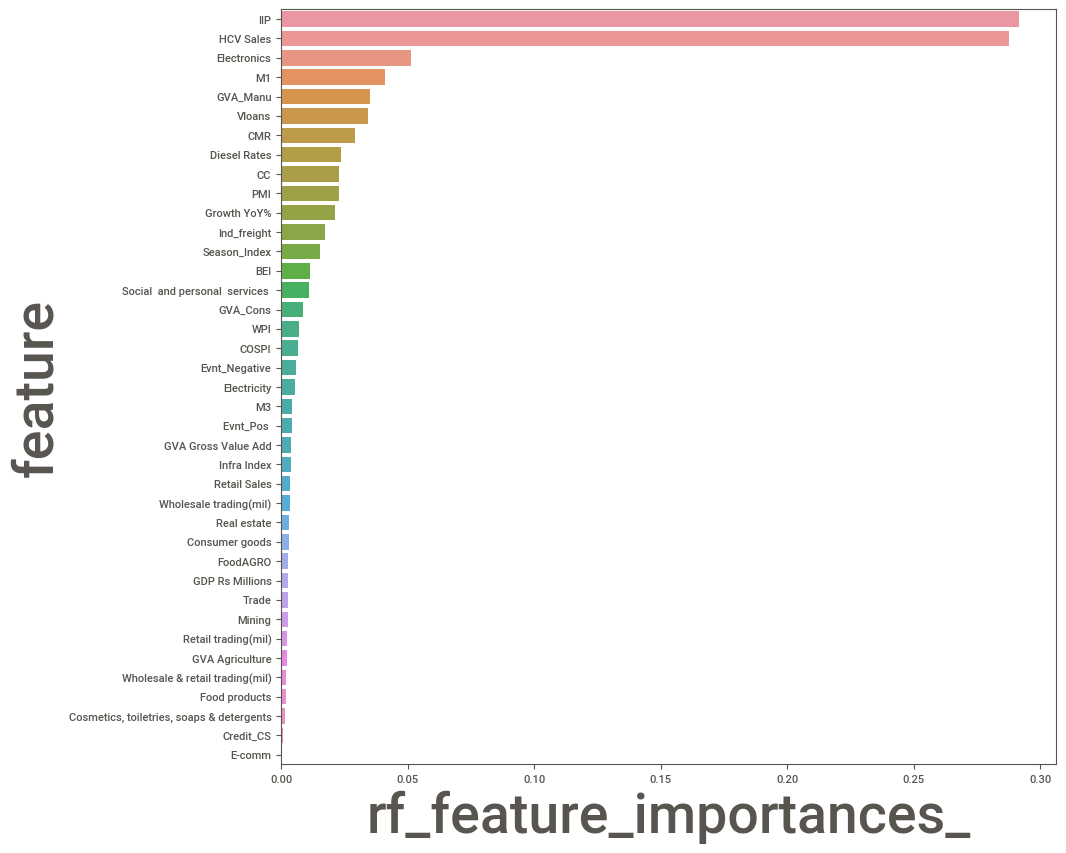 IIP
HCV Sales
Electronics
M1
GVA_Manu
Vloans
CMR
Diesel Rates
CC
PMI
Growth YoY%
Ind_freight
Season_Index
BEI
Social  and personal  services
GVA_Cons
WPI
COSPI
Evnt_Negative
Electricity
M3
Evnt_Pos
GVA Gross Value Add
Infra Index
Retail Sales
Wholesale trading(mil)
Real estate
Consumer goods
FoodAGRO
GDP Rs Millions
Trade
Mining
Retail trading(mil)
GVA Agriculture
Wholesale & retail trading(mil)
Food products
Cosmetics, toiletries, soaps & detergents
Credit_CS
E-comm
feature
0.00 0.05 0.10 0.15 0.20 0.25 0.30
rf_feature_importances_